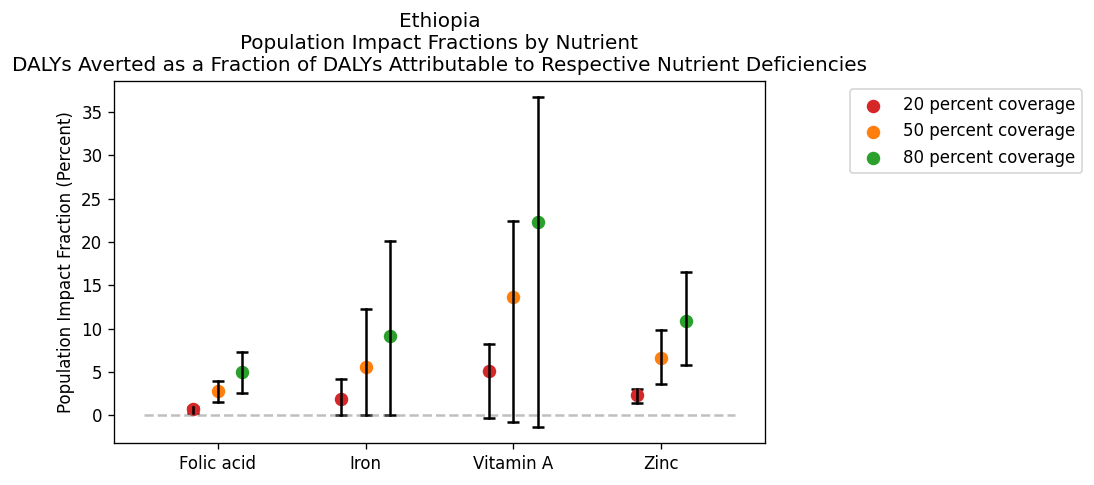 Ethiopia
Population Impact Fractions by Nutrient
DALYs Averted as a Fraction of DALYs Attributable to Respective Nutrient Deficiencies
20 percent coverage
50 percent coverage
80 percent coverage
Population Impact Fraction (Percent)
35
30
25
20
15
10
5
0
Folic acid
Iron
Vitamin A
Zinc